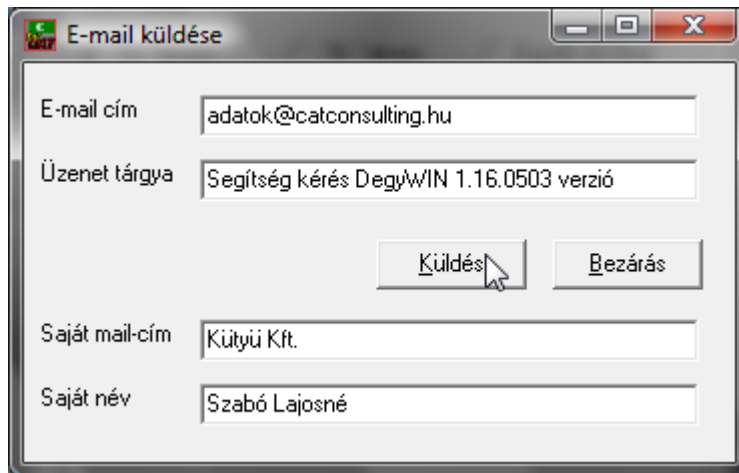 E-mail küldése
E-mail cím
adatok@catconsulting.hu
Üzenet tárgya
Segítség kérés DegyWIN 1.16.0503 verzió
Küldés
Bezárás
Saját mail-cím
Kütyü Kft.
Saját név
Szabó Lajosné